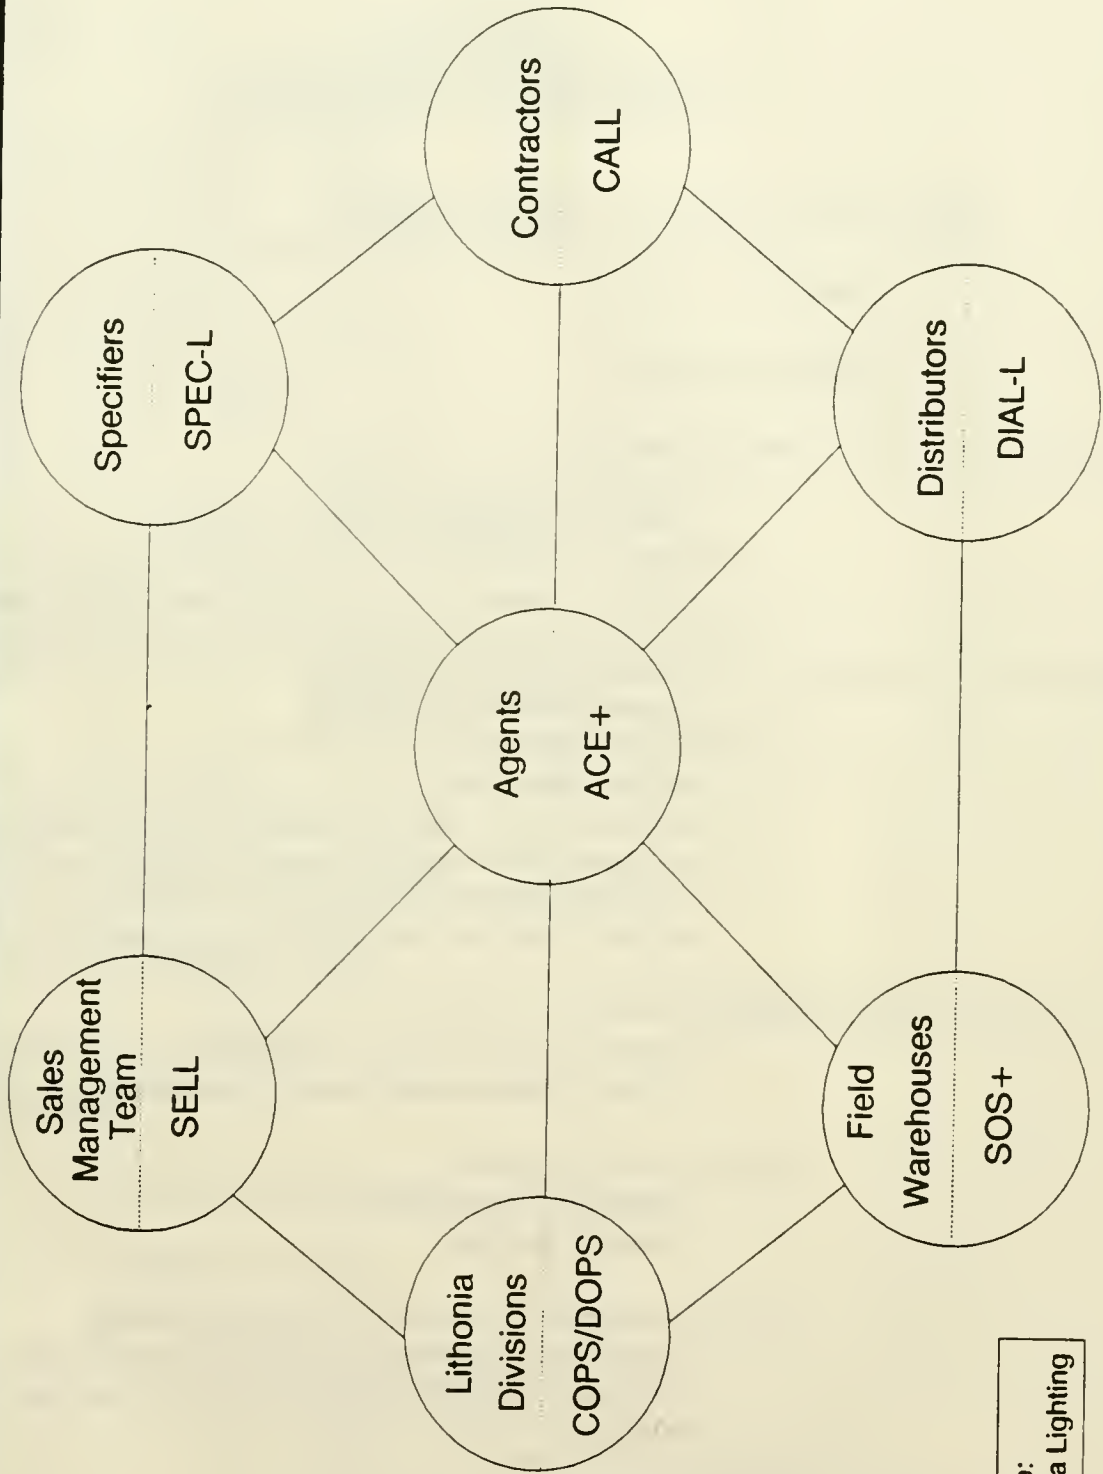 Sales
Management
Team
SELL
Specifiers
SPEC-L
Lithonia
Divisions
COPS/DOPS
Agents
ACE+
Contractors
CALL
Field
Warehouses
SOS+
Distributors
DIAL-L
Lighting